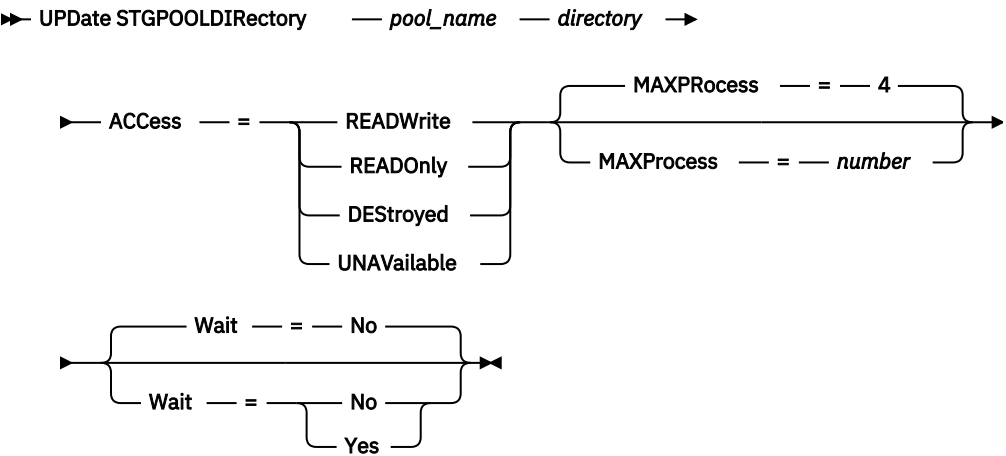 UPDate STGPOOLDIRectory pool_name directory
MAXPRocess = 4
ACCess = READWrite
READOnly
MAXProcess = number
DEStroyed
UNAVailable
Wait = No
Wait = No
Yes